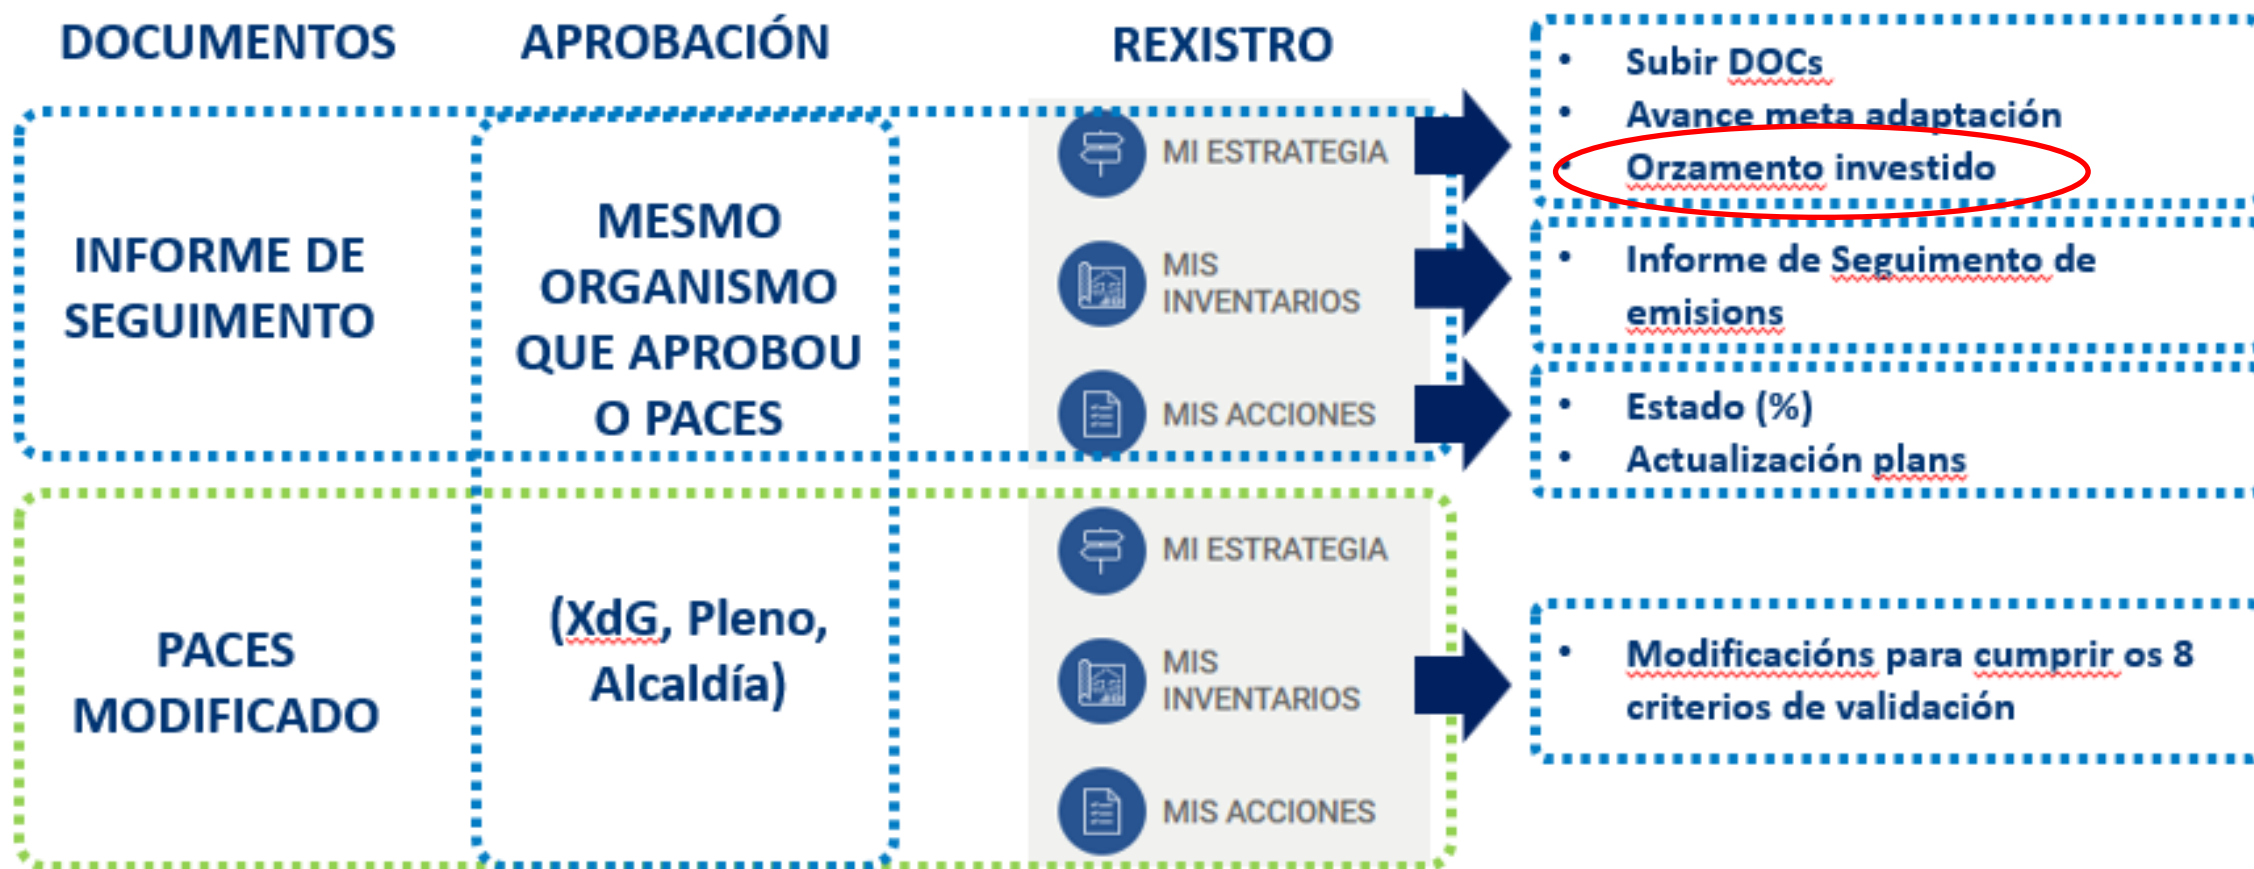 DOCUMENTOS
APROBACIÓN
REXISTRO
INFORME DE
SEGUIMENTO
MESMO
ORGANISMO
QUE APROBOU
O PACES
MI ESTRATEGIA
MIS
INVENTARIOS
MIS ACCIONES
• Subir DOCs
• Avance meta adaptación
• Orzamento investido
• Informe de Seguimento de
emisions
• Estado (%)
• Actualización plans
PACES
MODIFICADO
(XdG, Pleno,
Alcaldía)
MI ESTRATEGIA
MIS
INVENTARIOS
MIS ACCIONES
• Modificacións para cumprir os 8
criterios de validación